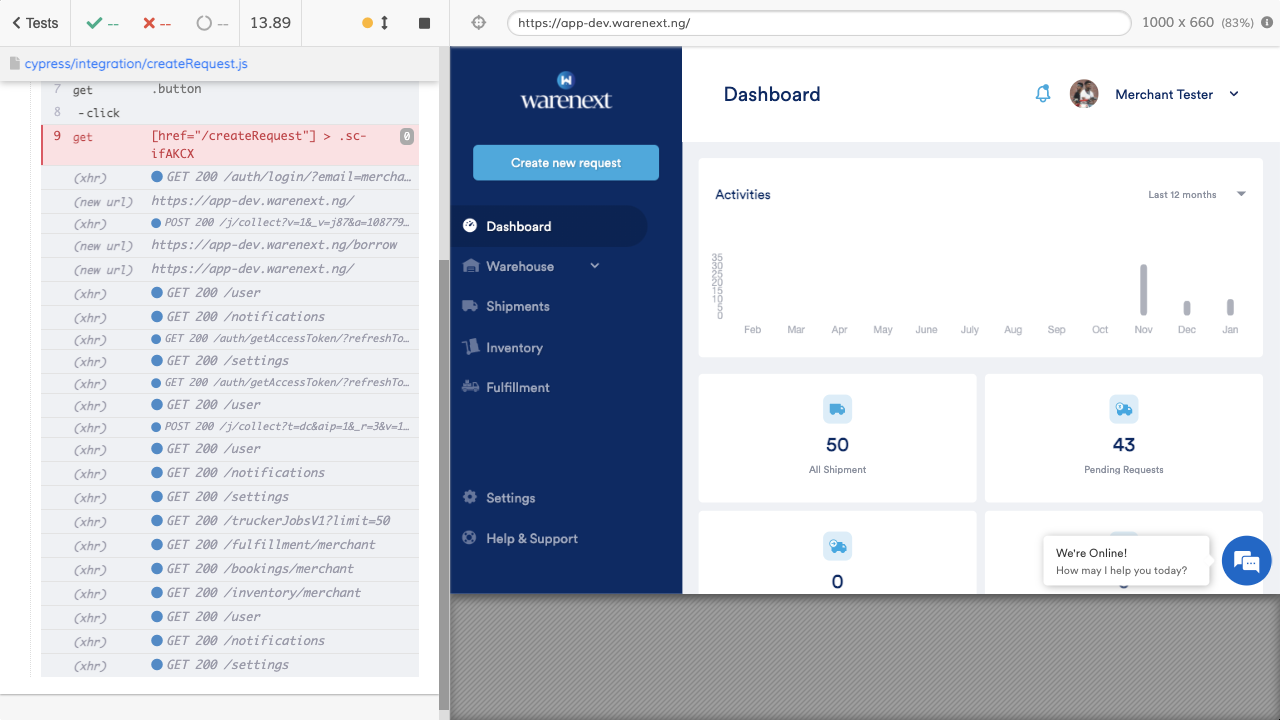 Tests
--
--
--
13.89
https://app-dev.warenext.ng/
1000 x 660 (83%)
cypress/integration/createRequest.js
7 get .button
8 -click
9 get [href="/createRequest"] > .sc-
ifAKCX
0
(xhr) GET 200 /auth/login/?email=mercha…
(new url) https://app-dev.warenext.ng/
(xhr) POST 200 /j/collect?v=1&_v=j87&a=108779…
(new url) https://app-dev.warenext.ng/borrow
(new url) https://app-dev.warenext.ng/
(xhr) GET 200 /user
(xhr) GET 200 /notifications
(xhr) GET 200 /auth/getAccessToken/?refreshTo…
(xhr) GET 200 /settings
(xhr) GET 200 /auth/getAccessToken/?refreshTo…
(xhr) GET 200 /user
(xhr) POST 200 /j/collect?t=dc&aip=1&_r=3&v=1…
(xhr) GET 200 /user
(xhr) GET 200 /notifications
(xhr) GET 200 /settings
(xhr) GET 200 /truckerJobsV1?limit=50
(xhr) GET 200 /fulfillment/merchant
(xhr) GET 200 /bookings/merchant
(xhr) GET 200 /inventory/merchant
(xhr) GET 200 /user
(xhr) GET 200 /notifications
(xhr) GET 200 /settings
warenext
Create new request
Dashboard
Warehouse
Shipments
Inventory
Fulfillment
Settings
Help & Support
Dashboard
Merchant Tester
Activities
Last 12 months
35
30
25
20
15
10
5
0
Feb Mar Apr May June July Aug Sep Oct Nov Dec Jan
50
All Shipment
43
Pending Requests
0
We're Online!
How may I help you today?